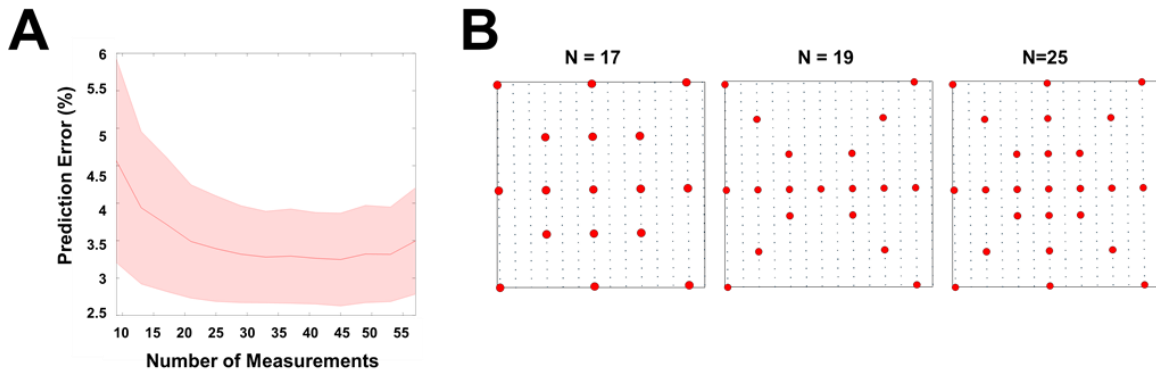 A
Prediction Error (%)
6
5.5
5
4.5
4
3.5
3
2.5
10 15 20 25 30 35 40 45 50 55
Number of Measurements
B
N = 17
N = 19
N=25